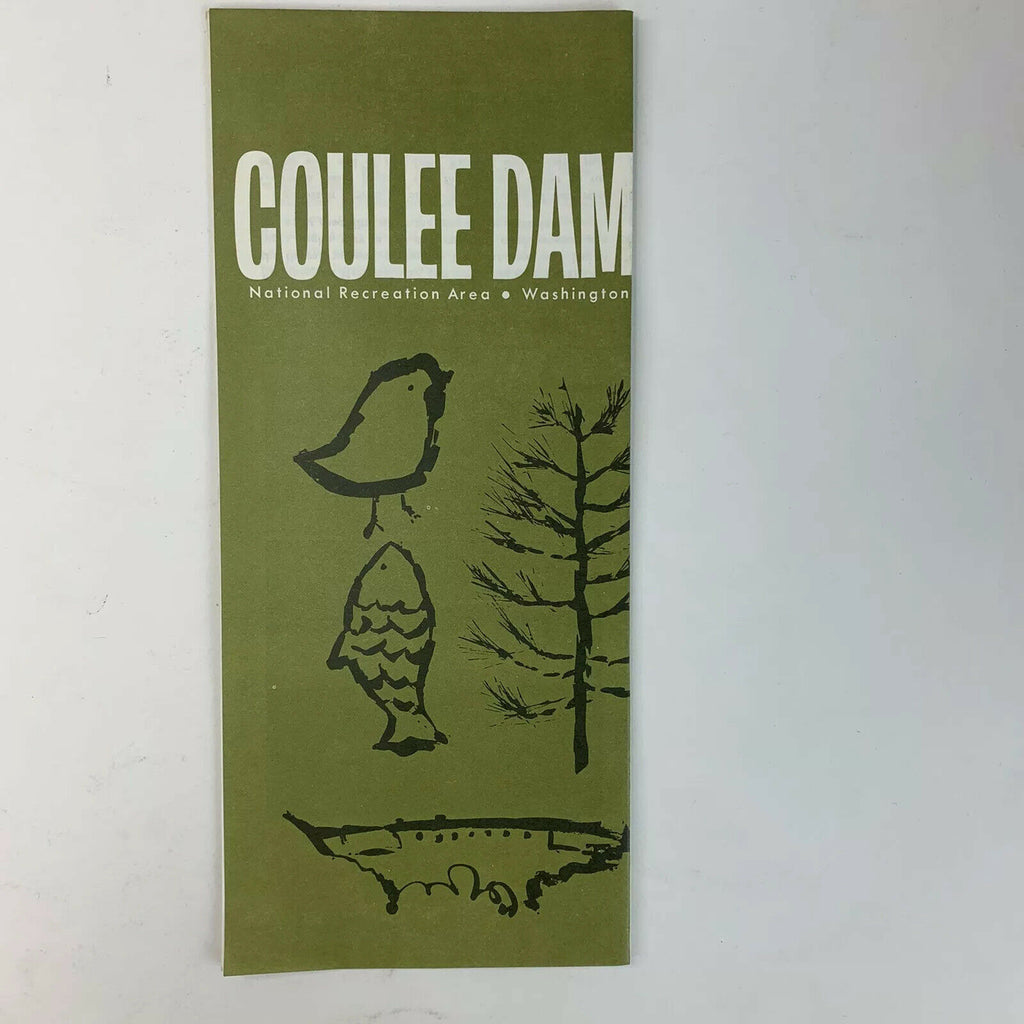 COULEE DAM
National Recreation Area • Washington